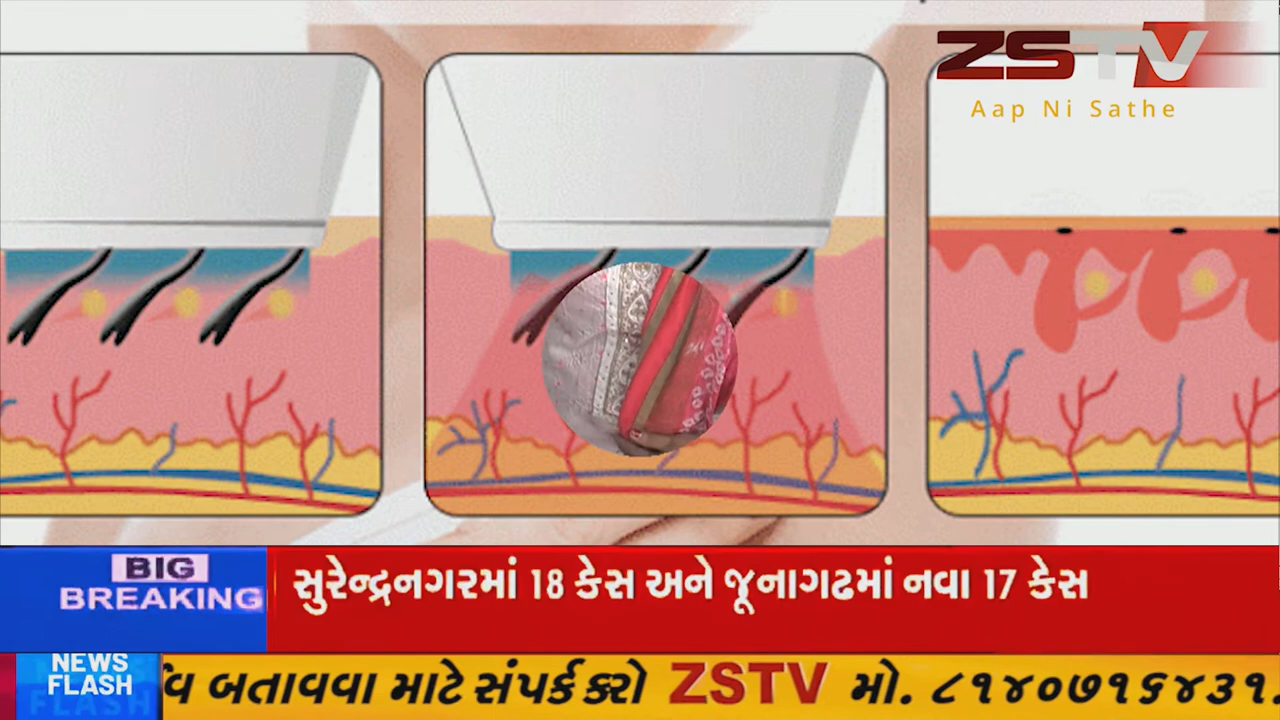 ZSTV
Aap Ni Sathe
BIG
BREAKING
સુરેન્દ્રનગરમાં 18 કેસ અને જૂનાગઢમાં નવા 17 કેસ
NEWS
FLASH
બતાવવા માટે સંપર્ક કરો ZSTV મો. ૮૧૪૦૭૧૬૪૩૧